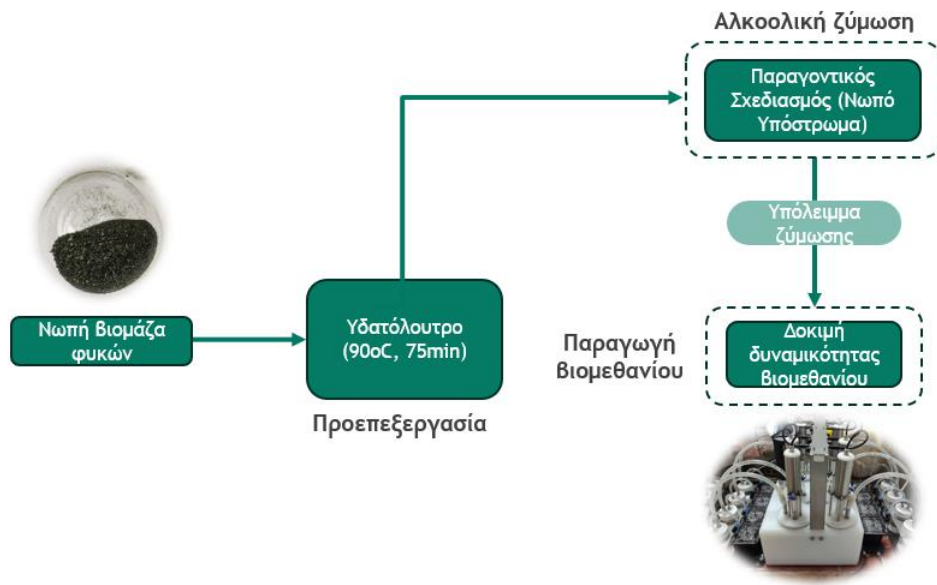 Αλκοολική ζύμωση
Παραγοντικός
Σχεδιασμός (Νωπό
Υπόστρωμα)
Υπόλειμμα
ζύμωσης
Νωπή βιομάζα
φυκών
Υδατόλουτρο
(90οC, 75min)
Προεπεξεργασία
Παραγωγή
βιομεθανίου
Δοκιμή
δυναμικότητας
βιομεθανίου